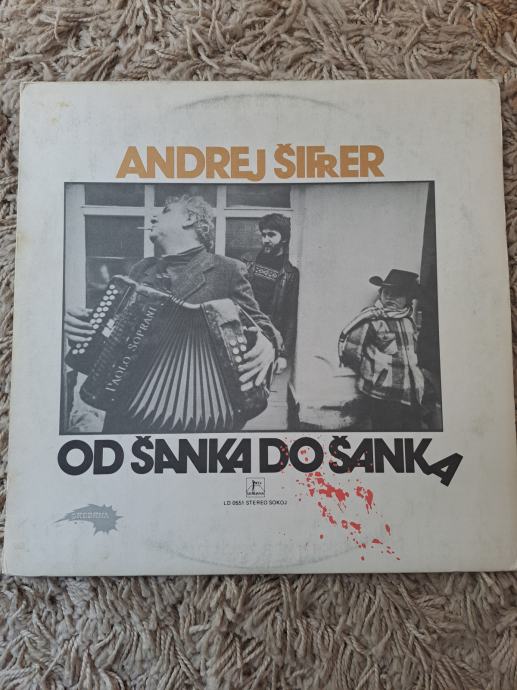 ANDREJ ŠIFRER
PAOLO SOPRANI
OD ŠANKA DO ŠANKA
LD 0551 STEREO SOKOJ